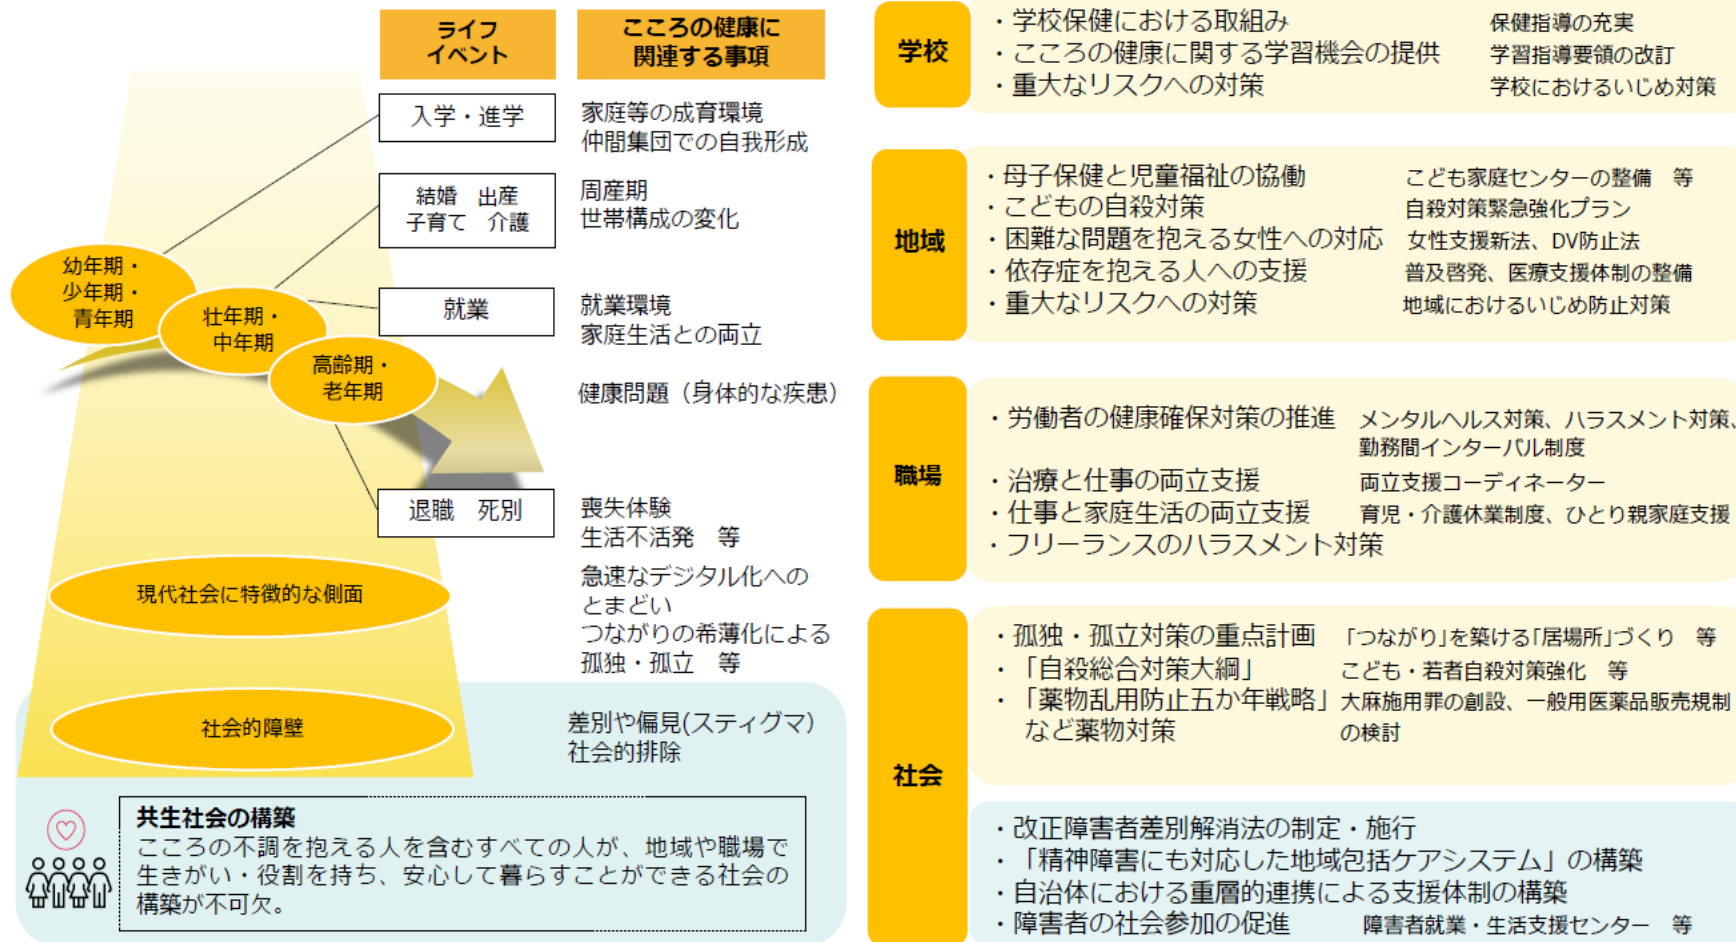 ライフ
イベント
こころの健康に
関連する事項
入学・進学
家庭等の成育環境
仲間集団での自我形成
結婚　出産
子育て　介護
周産期
世帯構成の変化
幼年期・
少年期・
青年期
壮年期・
中年期
高齢期・
老年期
就業
就業環境
家庭生活との両立
健康問題（身体的な疾患）
退職　死別
喪失体験
生活不活発　等
現代社会に特徴的な側面
急速なデジタル化への
とまどい
つながりの希薄化による
孤独・孤立　等
社会的障壁
差別や偏見(スティグマ）
社会的排除
共生社会の構築
こころの不調を抱える人を含むすべての人が、地域や職場で
生きがい・役割を持ち、安心して暮らすことができる社会の
構築が不可欠。
学校
・学校保健における取組み　保健指導の充実
・こころの健康に関する学習機会の提供　学習指導要領の改訂
・重大なリスクへの対策　学校におけるいじめ対策
地域
・母子保健と児童福祉の協働　こども家庭センターの整備　等
・こどもの自殺対策　自殺対策緊急強化プラン
・困難な問題を抱える女性への対応　女性支援新法、DV防止法
・依存症を抱える人への支援　普及啓発、医療支援体制の整備
・重大なリスクへの対策　地域におけるいじめ防止対策
職場
・労働者の健康確保対策の推進　メンタルヘルス対策、ハラスメント対策、
勤務間インターバル制度
・治療と仕事の両立支援　両立支援コーディネーター
・仕事と家庭生活の両立支援　育児・介護休業制度、ひとり親家庭支援
・フリーランスのハラスメント対策
社会
・孤独・孤立対策の重点計画　「つながり」を築ける「居場所」づくり　等
・「自殺総合対策大綱」　こども・若者自殺対策強化　等
・「薬物乱用防止五か年戦略」　大麻施用罪の創設、一般用医薬品販売規制
など薬物対策　の検討
・改正障害者差別解消法の制定・施行
・「精神障害にも対応した地域包括ケアシステム」の構築
・自治体における重層的連携による支援体制の構築
・障害者の社会参加の促進　障害者就業・生活支援センター　等